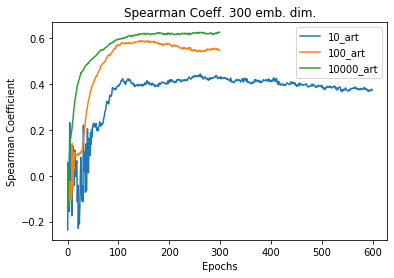 Spearman Coeff. 300 emb. dim.
10_art
100_art
10000_art
Spearman Coefficient
0.6
0.4
0.2
0.0
−0.2
0 100 200 300 400 500 600
Epochs